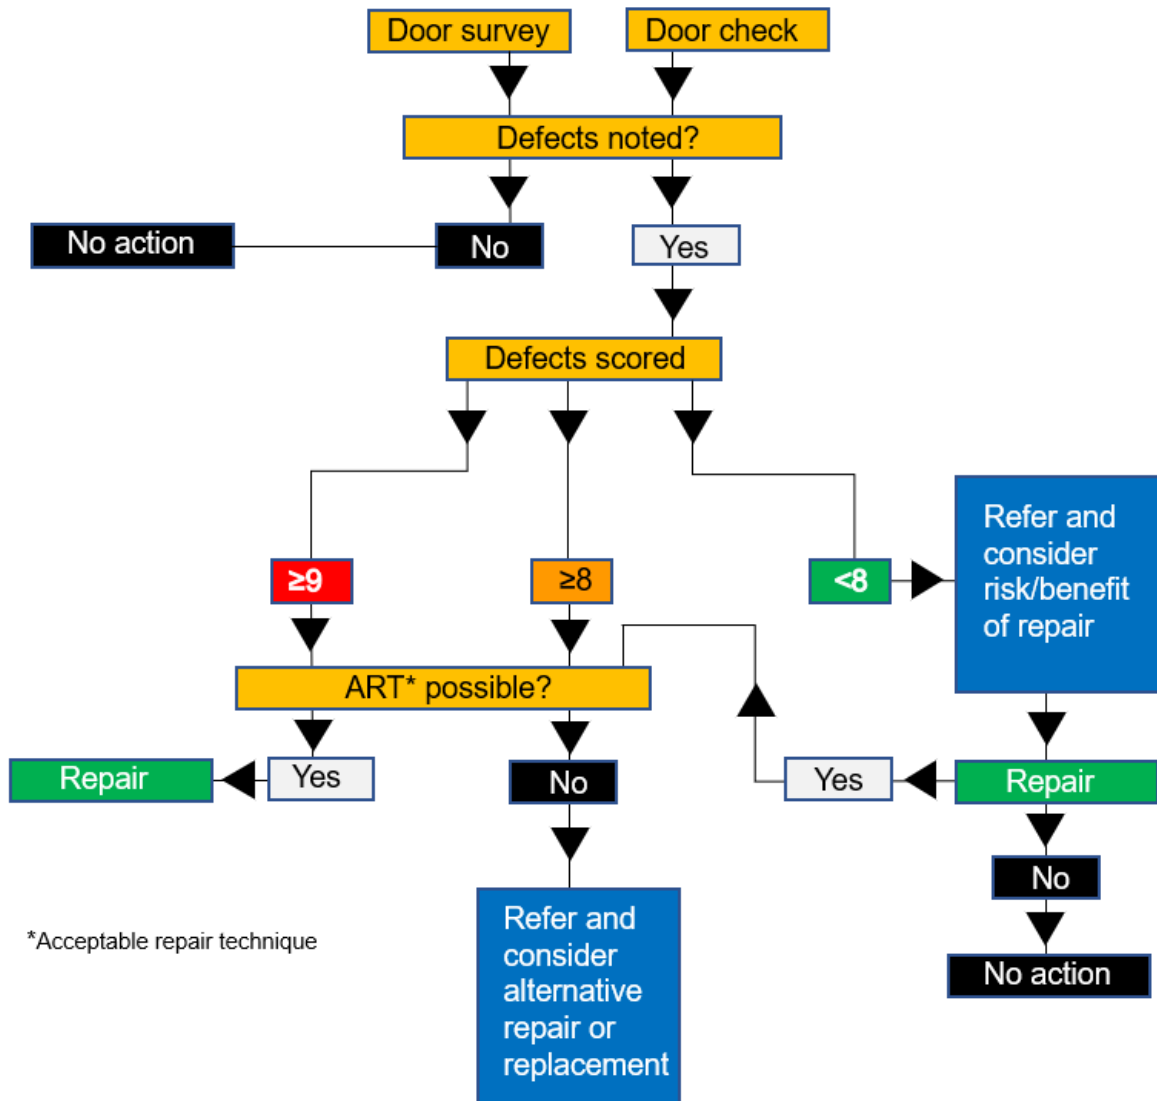 Door survey
Door check
Defects noted?
No action
No
Yes
Defects scored
≥9
≥8
<8
Refer and
consider
risk/benefit
of repair
ART* possible?
Repair
Yes
No
Yes
Repair
No
No action
*Acceptable repair technique
Refer and
consider
alternative
repair or
replacement